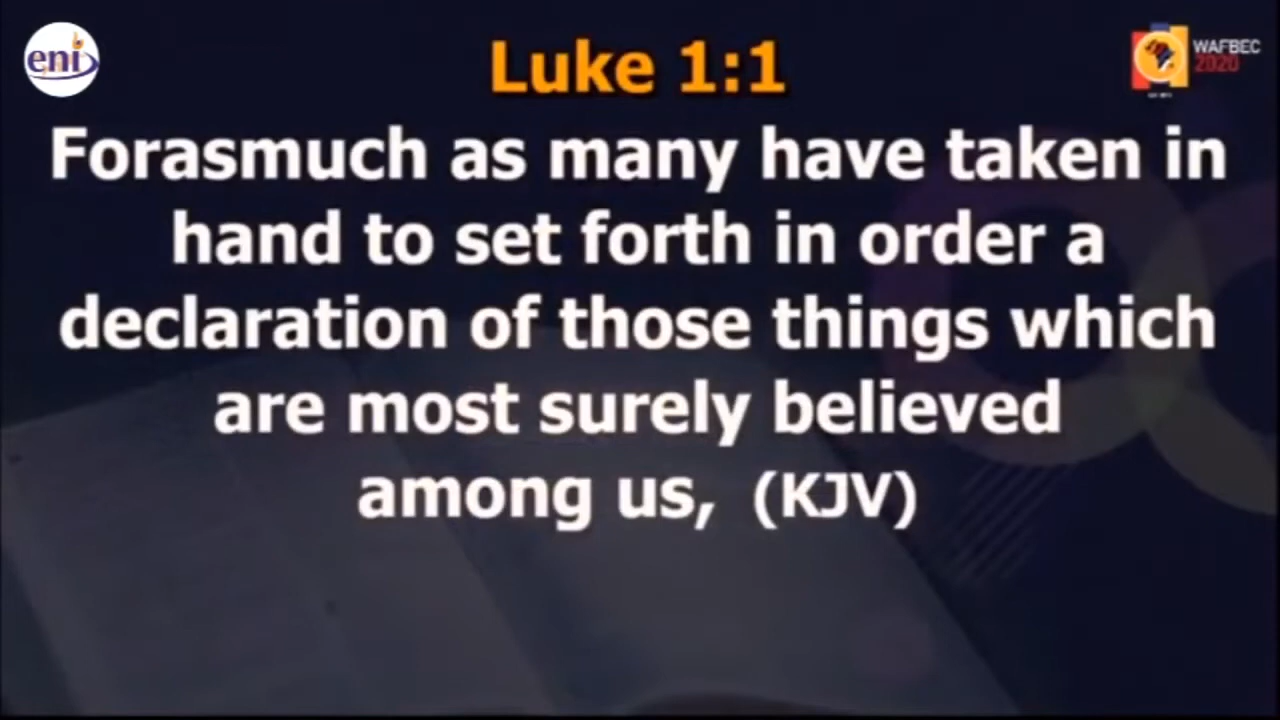 eni
WAFBEC
2020
Luke 1:1
Forasmuch as many have taken in
hand to set forth in order a
declaration of those things which
are most surely believed
among us, (KJV)